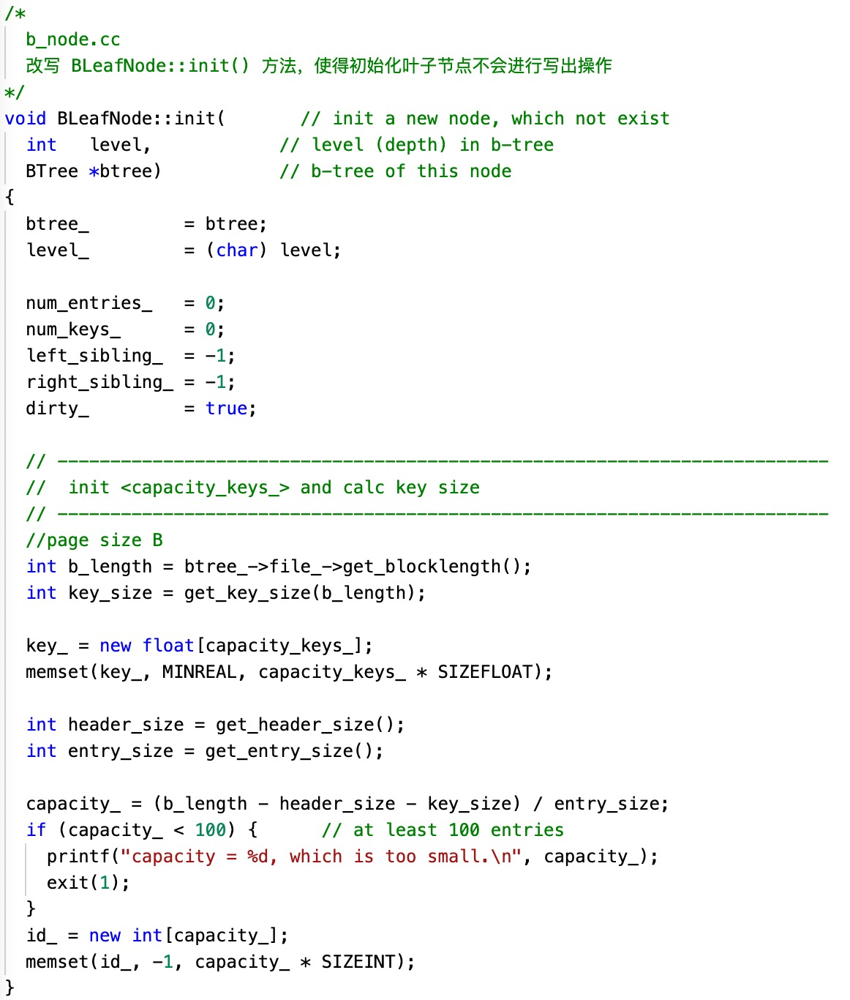 /*
  b_node.cc
  改写 BLeafNode::init() 方法，使得初始化叶子节点不会进行写出操作
*/
void BLeafNode::init(       // init a new node, which not exist
  int   level,            // level (depth) in b-tree
  BTree *btree)           // b-tree of this node
{
  btree_         = btree;
  level_         = (char) level;

  num_entries_   = 0;
  num_keys_      = 0;
  left_sibling_  = -1;
  right_sibling_ = -1;
  dirty_         = true;

  // -------------------------------------------------------------------------
  //  init <capacity_keys_> and calc key size
  // -------------------------------------------------------------------------
  //page size B
  int b_length = btree_->file_->get_blocklength();
  int key_size = get_key_size(b_length);

  key_ = new float[capacity_keys_];
  memset(key_, MINREAL, capacity_keys_ * SIZEFLOAT);

  int header_size = get_header_size();
  int entry_size = get_entry_size();

  capacity_ = (b_length - header_size - key_size) / entry_size;
  if (capacity_ < 100) {      // at least 100 entries
    printf("capacity = %d, which is too small.\n", capacity_);
    exit(1);
  }
  id_ = new int[capacity_];
  memset(id_, -1, capacity_ * SIZEINT);
}